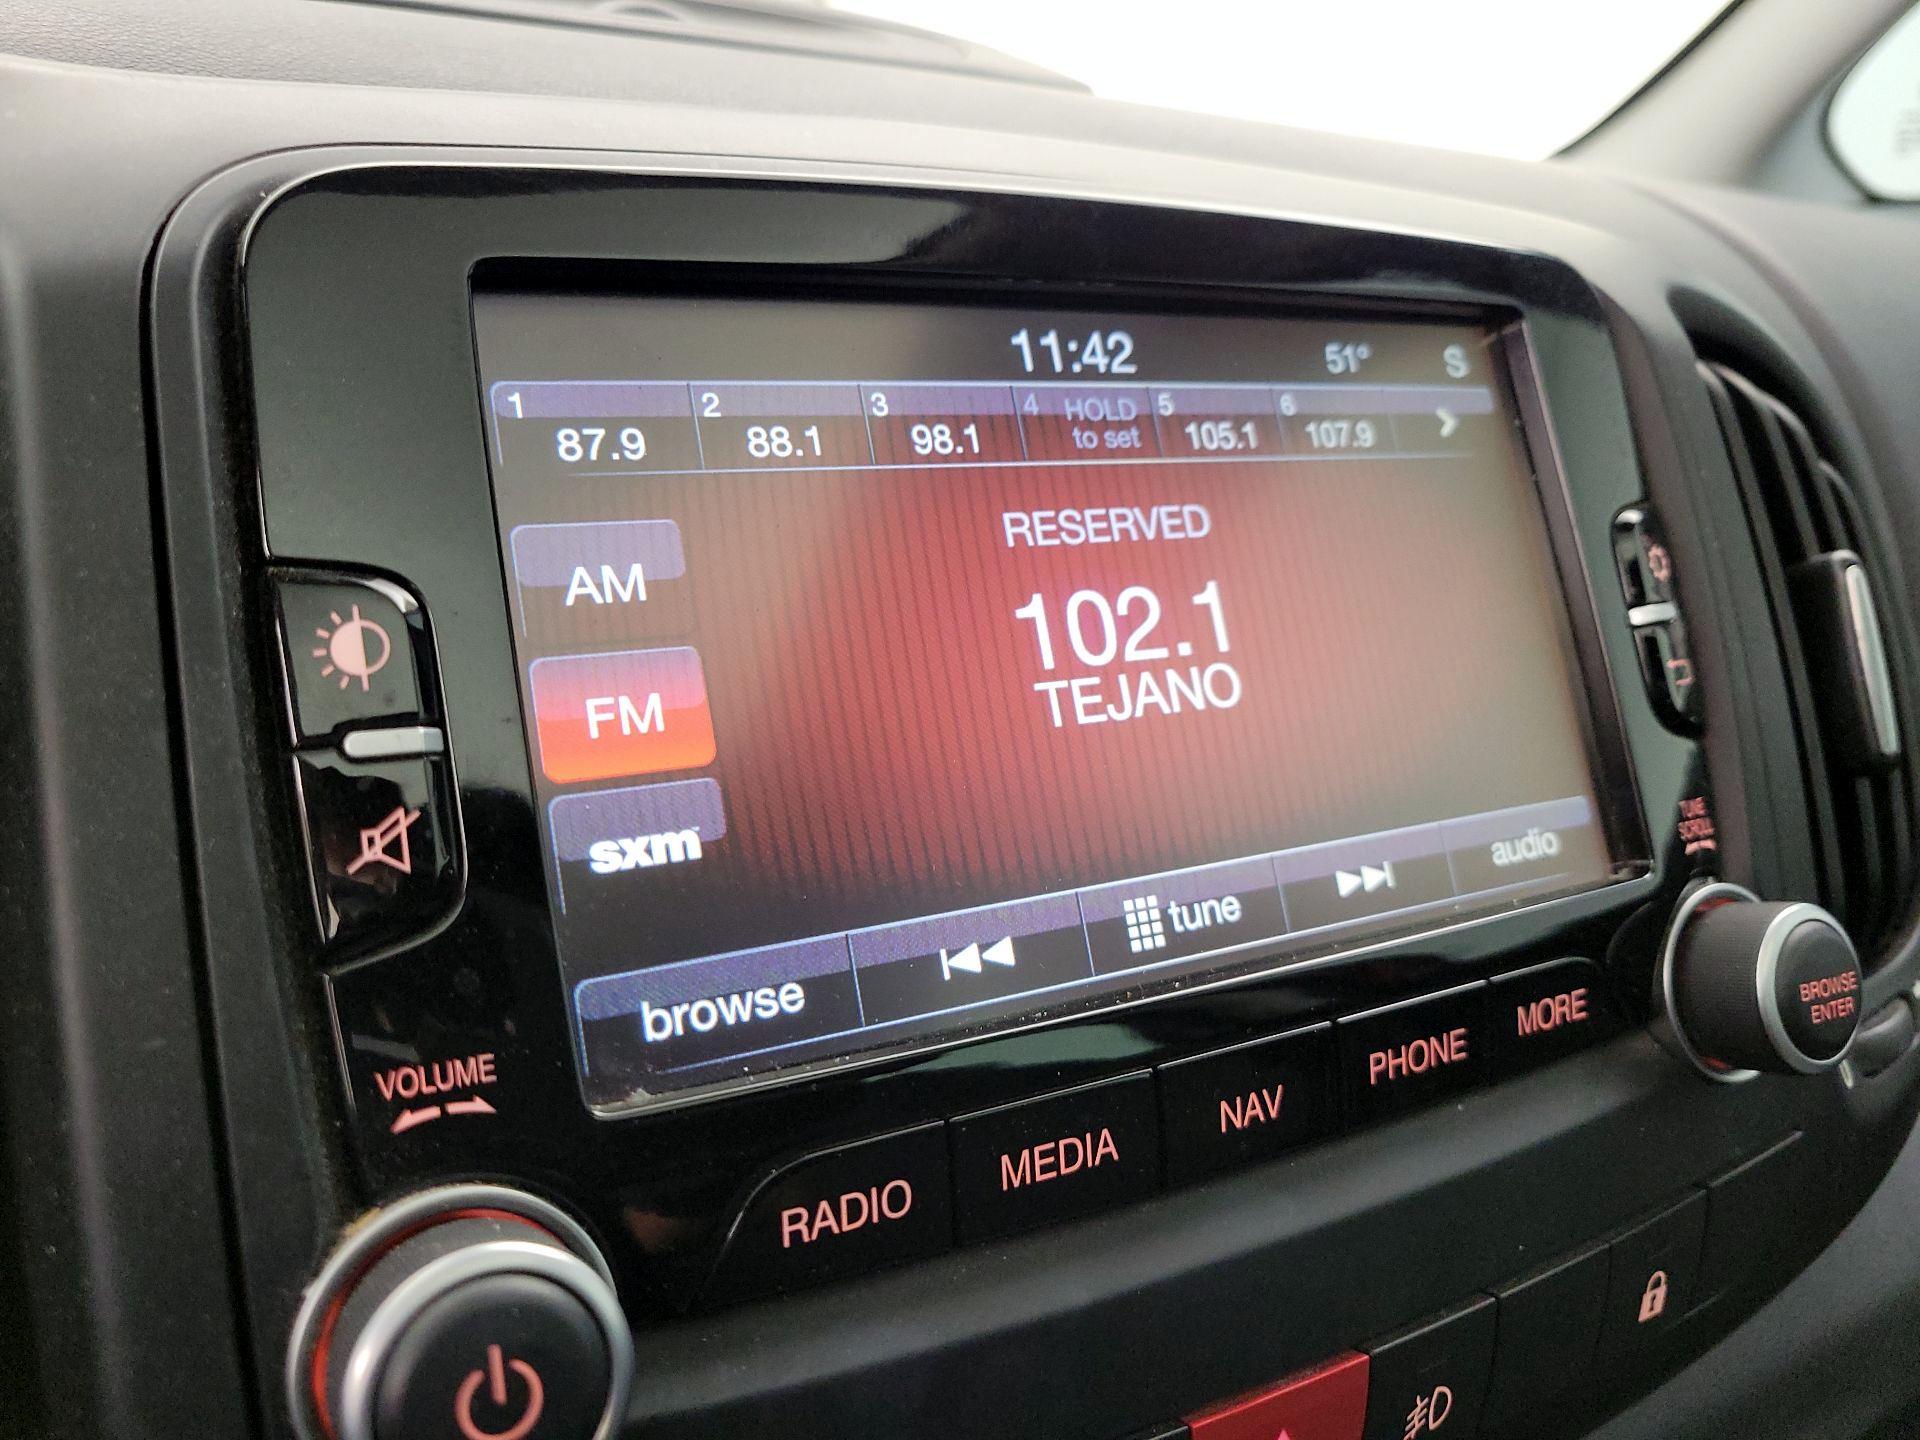 11:42 51° S
1 2 3 4 HOLD 5 6
87.9 88.1 98.1 to set 105.1 107.9
RESERVED
AM
102.1
FM
TEJANO
sxm
browse tune audio
TUNE
SCROLL
BROWSE
ENTER
VOLUME
RADIO MEDIA NAV PHONE MORE